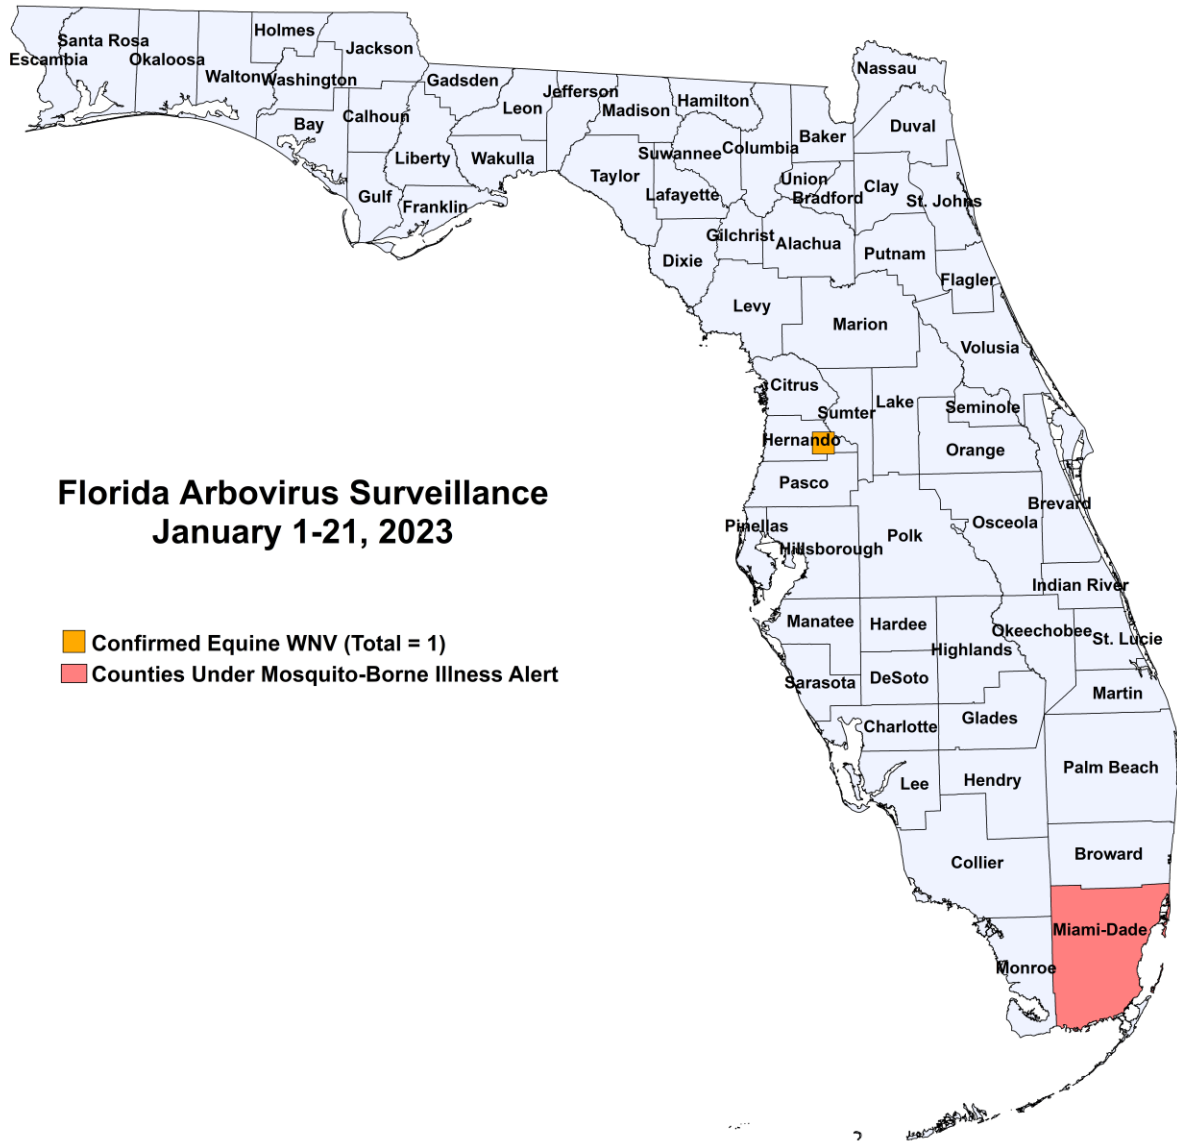 Holmes
Santa Rosa
Jackson
Escambia
Okaloosa
Walton
Washington
Nassau
Gadsden
Jefferson
Hamilton
Leon
Madison
Calhoun
Bay
Duval
Baker
Columbia
Suwannee
Liberty
Wakulla
Taylor
Union
Clay
Lafayette
Bradford
St. Johns
Gulf
Franklin
Gilchrist
Alachua
Putnam
Dixie
Flagler
Levy
Marion
Volusia
Citrus
Lake
Seminole
Sumter
Hernando
Orange
Pasco
Florida Arbovirus Surveillance
January 1-21, 2023
Brevard
Pinellas
Osceola
Polk
Hillsborough
Indian River
Manatee
Hardee
Okeechobee
St. Lucie
Confirmed Equine WNV (Total = 1)
Highlands
Counties Under Mosquito-Borne Illness Alert
DeSoto
Sarasota
Martin
Glades
Charlotte
Palm Beach
Lee
Hendry
Broward
Collier
Miami-Dade
Monroe